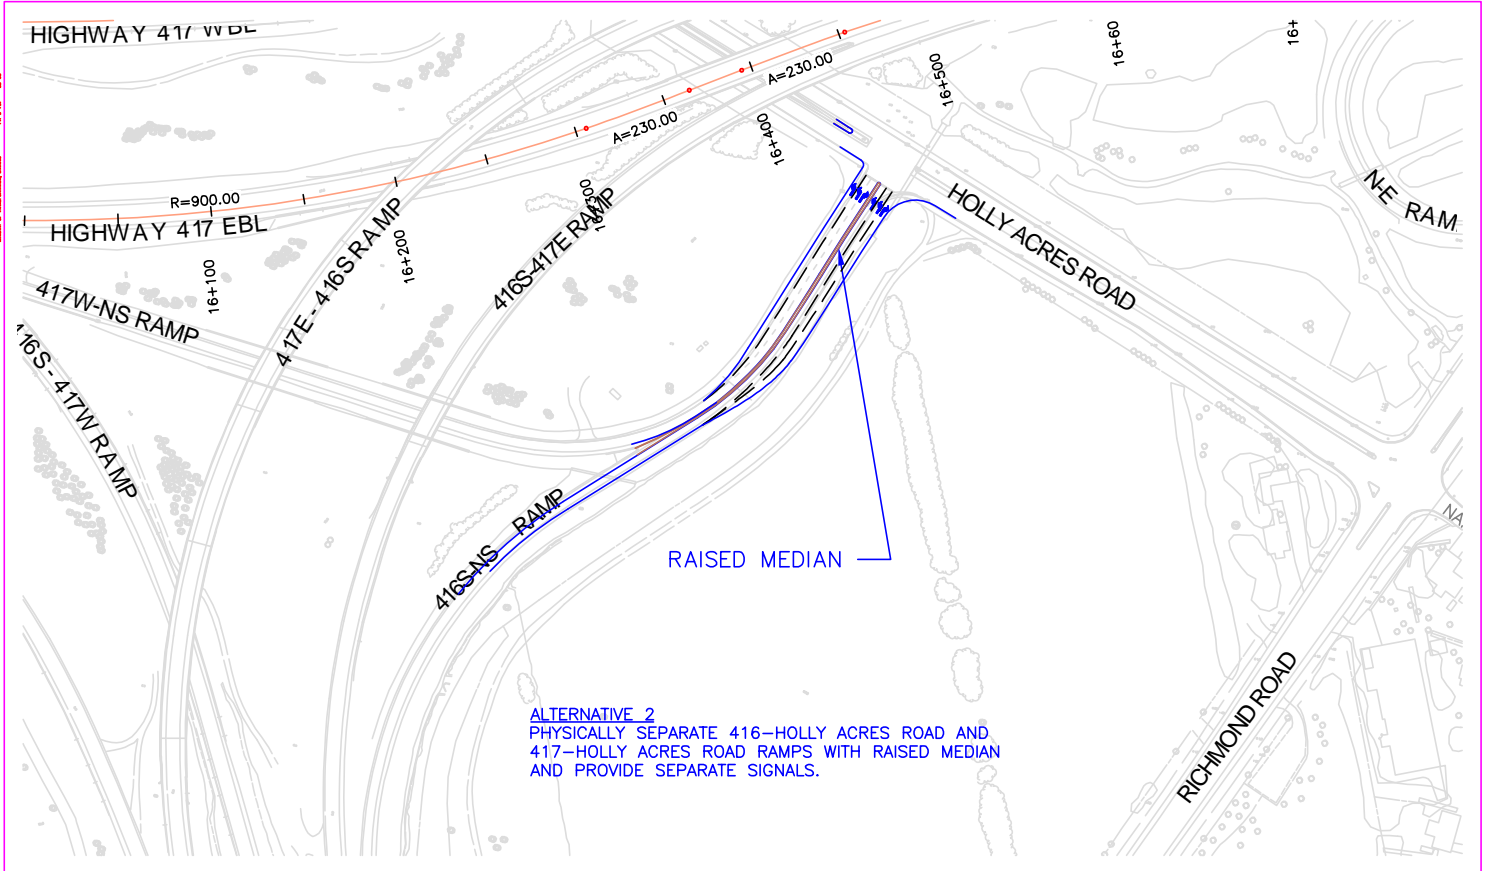 HIGHWAY 417 WBL
16+60
16+
A=230.00
16+500
A=230.00
16+400
R=900.00
HIGHWAY 417 EBL
N-E RAM
HOLLY ACRES ROAD
417E - 416S RAMP
16+200
416S-417E RAMP
16+100
417W-NS RAMP
416S - 417W RAMP
416S-NS RAMP
RAISED MEDIAN
NA
RICHMOND ROAD
ALTERNATIVE 2
PHYSICALLY SEPARATE 416-HOLLY ACRES ROAD AND
417-HOLLY ACRES ROAD RAMPS WITH RAISED MEDIAN
AND PROVIDE SEPARATE SIGNALS.